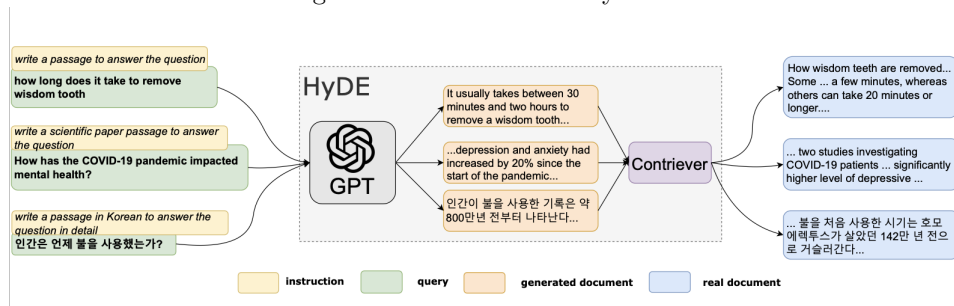 write a passage to answer the question
how long does it take to remove
wisdom tooth
write a scientific paper passage to answer
the question
How has the COVID-19 pandemic impacted
mental health?
write a passage in Korean to answer the
question in detail
인간은 언제 불을 사용했는가?
HyDE
GPT
It usually takes between 30
minutes and two hours to
remove a wisdom tooth...
...depression and anxiety had
increased by 20% since the
start of the pandemic...
인간이 불을 사용한 기록은 약
800만년 전부터 나타난다...
Contriever
How wisdom teeth are removed...
Some ... a few minutes, whereas
others can take 20 minutes or
longer....
... two studies investigating
COVID-19 patients ... significantly
higher level of depressive ...
... 불을 처음 사용한 시기는 호모
에렉투스가 살았던 142만 년 전으
로 거슬러간다...
instruction
query
generated document
real document